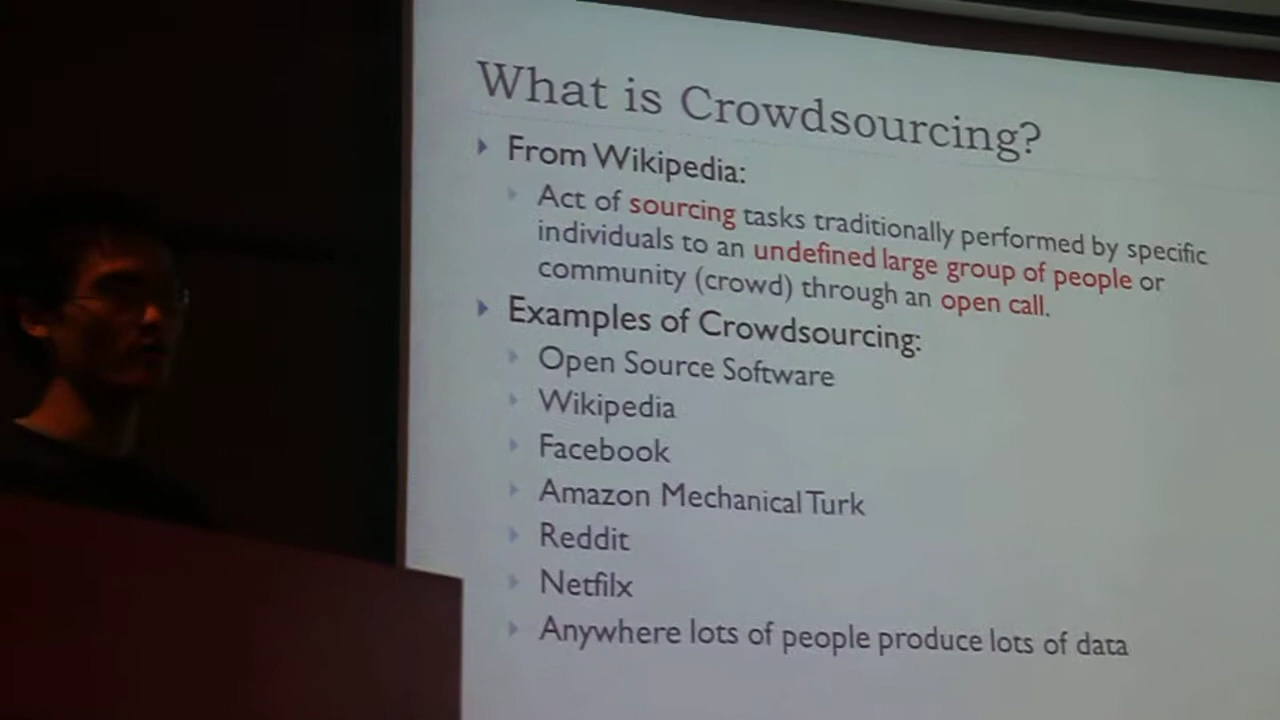 What is Crowdsourcing?
From Wikipedia:
Act of sourcing tasks traditionally performed by specific
individuals to an undefined large group of people or
community (crowd) through an open call.
Examples of Crowdsourcing:
Open Source Software
Wikipedia
Facebook
Amazon Mechanical Turk
Reddit
Netfilx
Anywhere lots of people produce lots of data